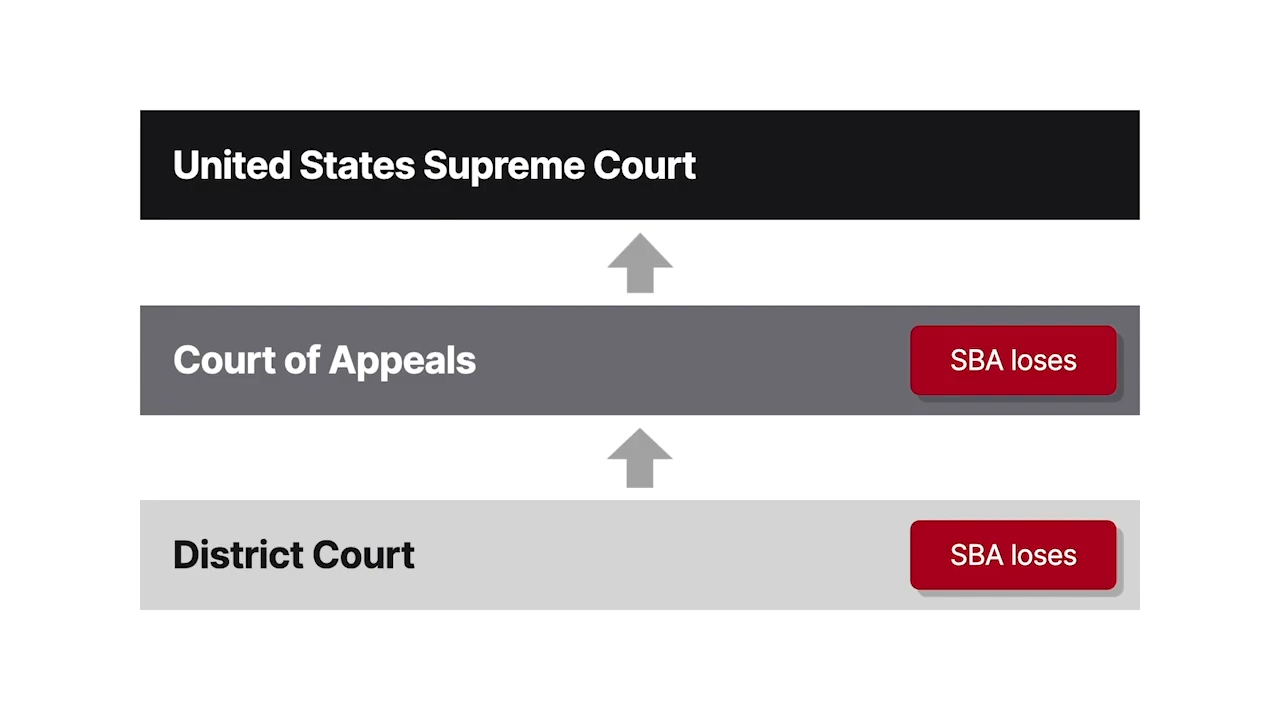 United States Supreme Court
Court of Appeals
SBA loses
District Court
SBA loses